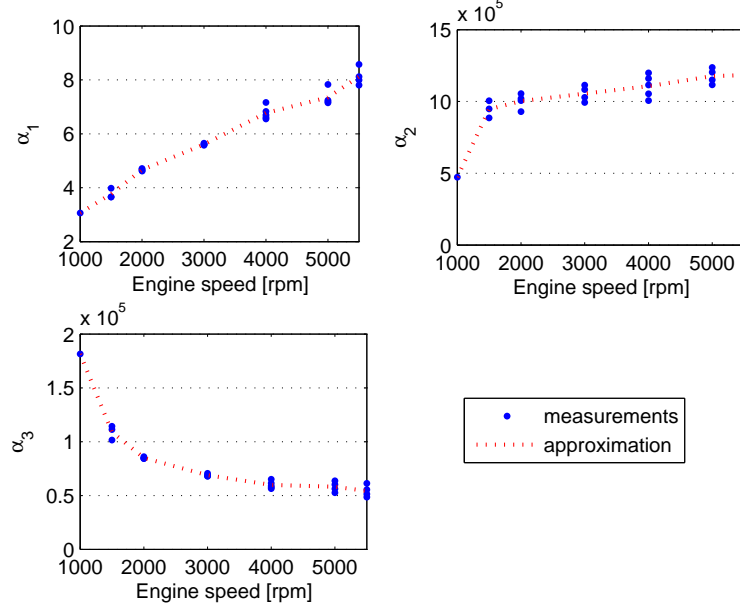 10
8
6
4
2
α1
1000 2000 3000 4000 5000
Engine speed [rpm]
x 10^5
15
10
5
0
α2
1000 2000 3000 4000 5000
Engine speed [rpm]
x 10^5
2
1.5
1
0.5
0
α3
1000 2000 3000 4000 5000
Engine speed [rpm]
measurements
approximation